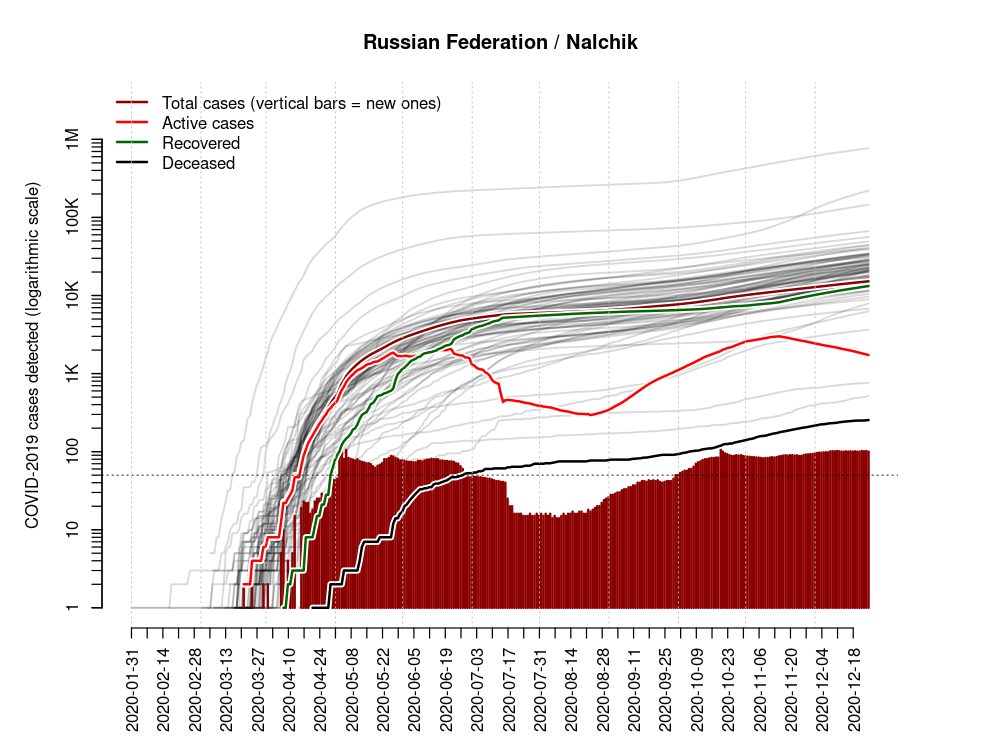 Russian Federation / Nalchik
Total cases (vertical bars = new ones)
Active cases
Recovered
Deceased
COVID-2019 cases detected (logarithmic scale)
1M
100K
10K
1K
100
10
1
2020-01-31
2020-02-14
2020-02-28
2020-03-13
2020-03-27
2020-04-10
2020-04-24
2020-05-08
2020-05-22
2020-06-05
2020-06-19
2020-07-03
2020-07-17
2020-07-31
2020-08-14
2020-08-28
2020-09-11
2020-09-25
2020-10-09
2020-10-23
2020-11-06
2020-11-20
2020-12-04
2020-12-18